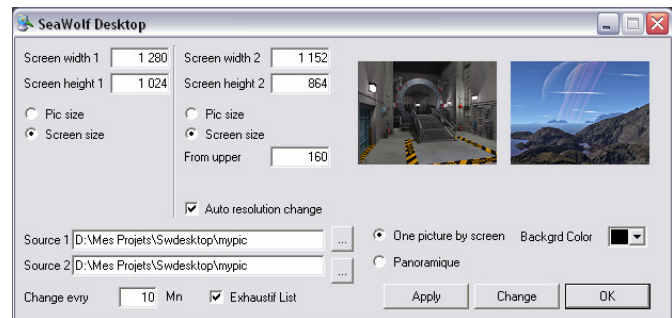 SeaWolf Desktop
Screen width 1 1 280
Screen height 1 1 024
Pic size
Screen size
Screen width 2 1 152
Screen height 2 864
Pic size
Screen size
From upper 160
Auto resolution change
Source 1 D:\Mes Projets\Swdesktop\mypic ...
Source 2 D:\Mes Projets\Swdesktop\mypic ...
Change evry 10 Mn Exhaustif List
One picture by screen Backgrd Color
Panoramique
Apply Change OK